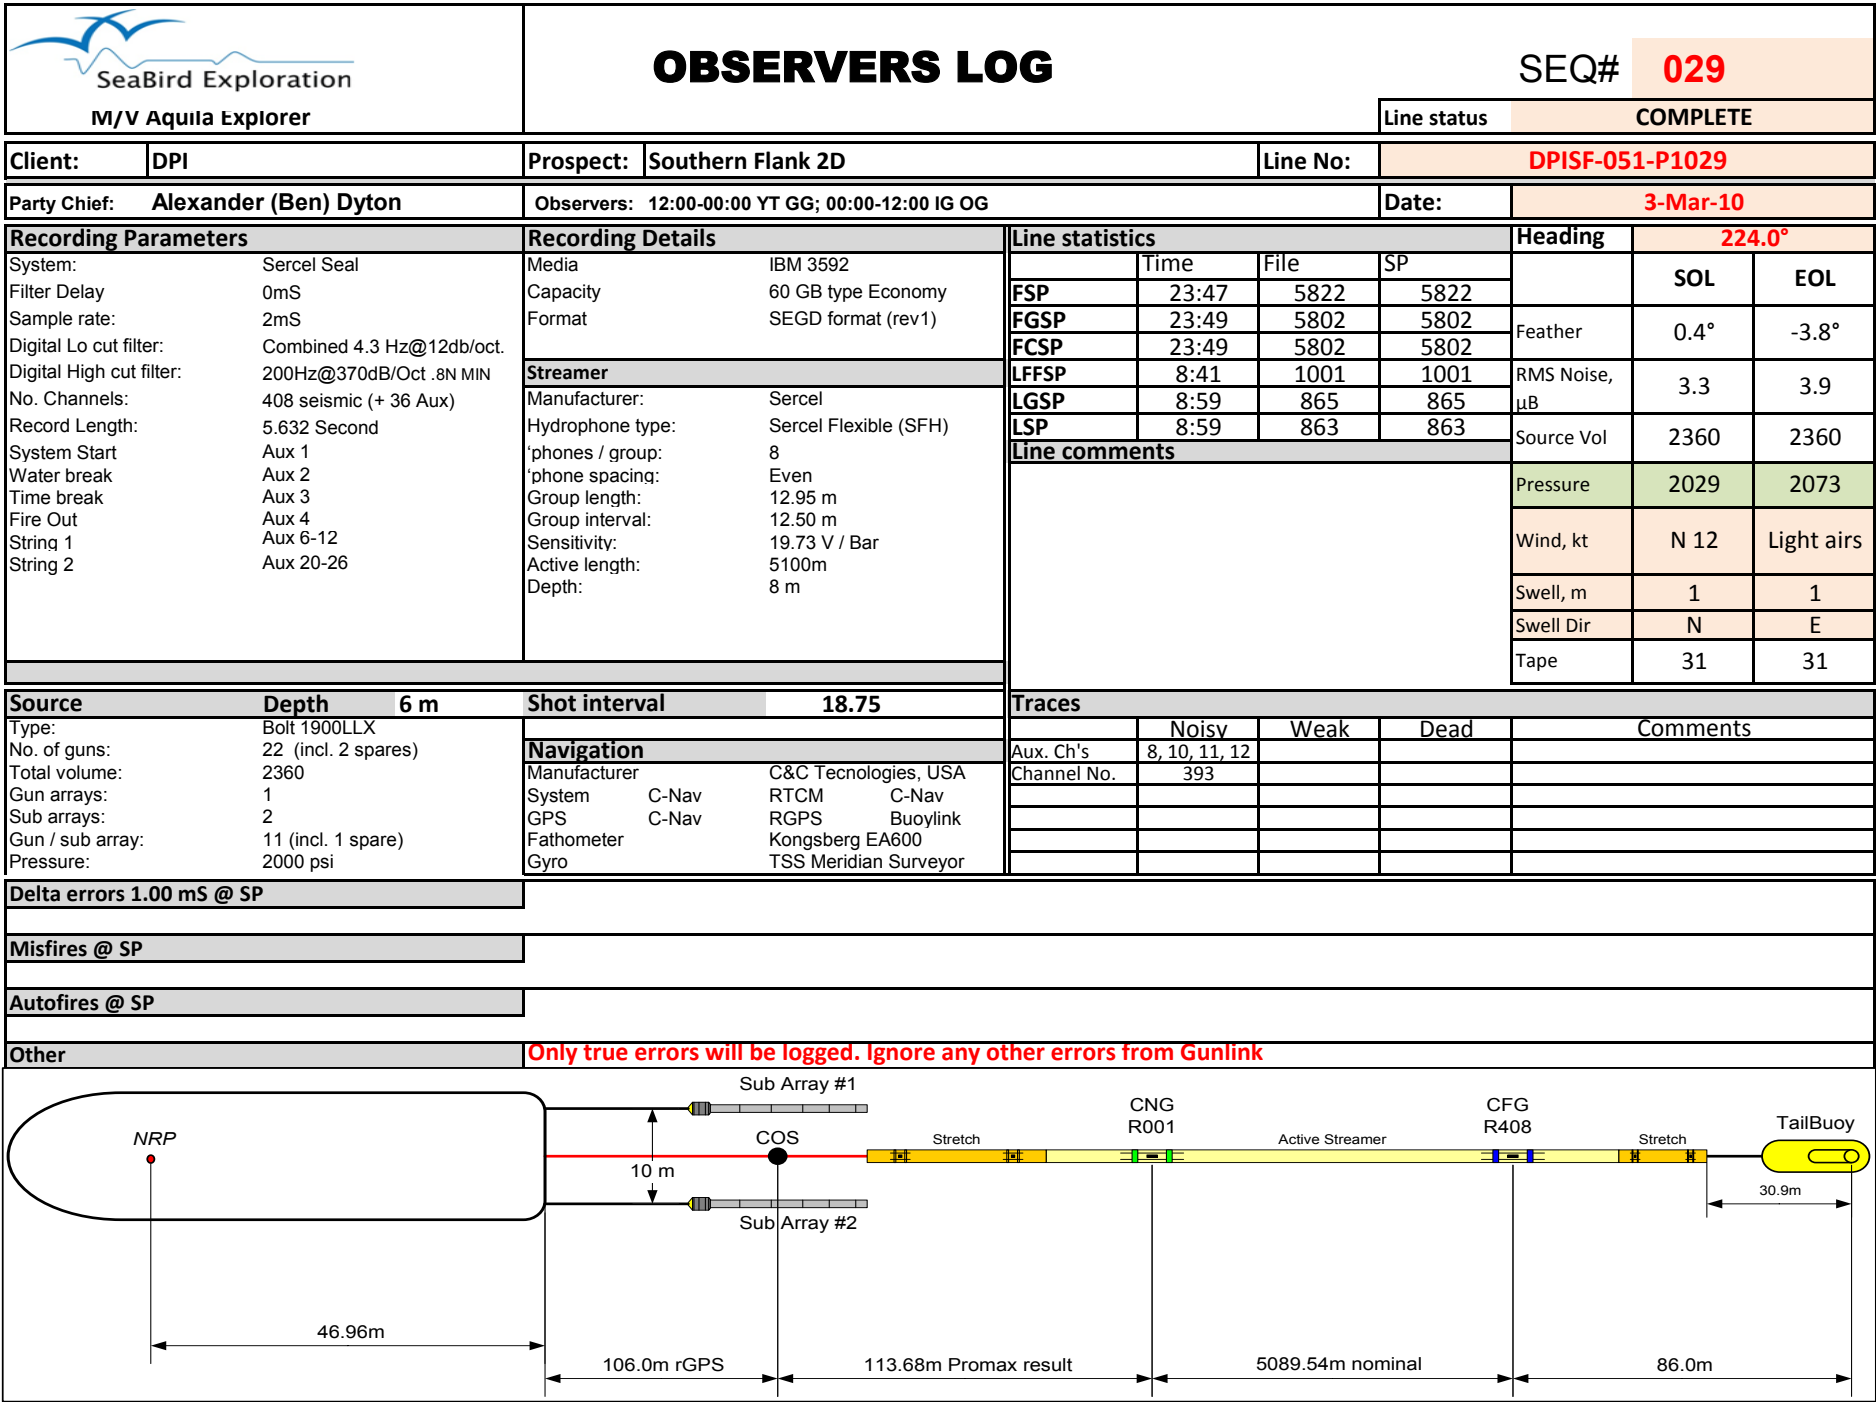 SeaBird Exploration
M/V Aquila Explorer
OBSERVERS LOG
SEQ# 029
Line status COMPLETE
Client: DPI Prospect: Southern Flank 2D Line No: DPISF-051-P1029
Party Chief: Alexander (Ben) Dyton Observers: 12:00-00:00 YT GG; 00:00-12:00 IG OG Date: 3-Mar-10
Recording Parameters
System: Sercel Seal
Filter Delay 0mS
Sample rate: 2mS
Digital Lo cut filter: Combined 4.3 Hz@12db/oct.
Digital High cut filter: 200Hz@370dB/Oct .8N MIN
No. Channels: 408 seismic (+ 36 Aux)
Record Length: 5.632 Second
System Start Aux 1
Water break Aux 2
Time break Aux 3
Fire Out Aux 4
String 1 Aux 6-12
String 2 Aux 20-26
Recording Details
Media IBM 3592
Capacity 60 GB type Economy
Format SEGD format (rev1)
Streamer
Manufacturer: Sercel
Hydrophone type: Sercel Flexible (SFH)
'phones / group: 8
'phone spacing: Even
Group length: 12.95 m
Group interval: 12.50 m
Sensitivity: 19.73 V / Bar
Active length: 5100m
Depth: 8 m
Line statistics
Time File SP
FSP 23:47 5822 5822
FGSP 23:49 5802 5802
FCSP 23:49 5802 5802
LFFSP 8:41 1001 1001
LGSP 8:59 865 865
LSP 8:59 863 863
Line comments
Heading 224.0°
SOL EOL
Feather 0.4° -3.8°
RMS Noise, µB 3.3 3.9
Source Vol 2360 2360
Pressure 2029 2073
Wind, kt N 12 Light airs
Swell, m 1 1
Swell Dir N E
Tape 31 31
Source Depth 6 m
Type: Bolt 1900LLX
No. of guns: 22 (incl. 2 spares)
Total volume: 2360
Gun arrays: 1
Sub arrays: 2
Gun / sub array: 11 (incl. 1 spare)
Pressure: 2000 psi
Shot interval 18.75
Navigation
Manufacturer C&C Tecnologies, USA
System C-Nav RTCM C-Nav
GPS C-Nav RGPS Buoylink
Fathometer Kongsberg EA600
Gyro TSS Meridian Surveyor
Traces
Noisy Weak Dead Comments
Aux. Ch's 8, 10, 11, 12
Channel No. 393
Delta errors 1.00 mS @ SP
Misfires @ SP
Autofires @ SP
Other Only true errors will be logged. Ignore any other errors from Gunlink
Sub Array #1
NRP
COS
Stretch
CNG
R001
Active Streamer
CFG
R408
Stretch
TailBuoy
10 m
30.9m
Sub Array #2
46.96m
106.0m rGPS
113.68m Promax result
5089.54m nominal
86.0m